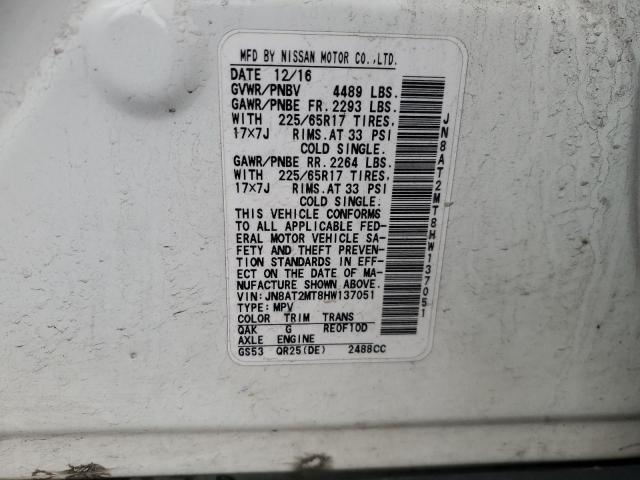 MFD BY NISSAN MOTOR CO.,LTD.
DATE 12/16
GVWR/PNBV 4489 LBS.
GAWR/PNBE FR. 2293 LBS.
WITH 225/65R17 TIRES,
17×7J RIMS.AT 33 PSI
COLD SINGLE.
GAWR/PNBE RR. 2264 LBS.
WITH 225/65R17 TIRES,
17×7J RIMS.AT 33 PSI
COLD SINGLE.
THIS VEHICLE CONFORMS
TO ALL APPLICABLE FED-
ERAL MOTOR VEHICLE SA-
FETY AND THEFT PREVEN-
TION STANDARDS IN EFF-
ECT ON THE DATE OF MA-
NUFACTURE SHOWN ABOVE.
VIN: JN8AT2MT8HW137051
TYPE: MPV
COLOR TRIM TRANS
QAK G RE0F10D
AXLE ENGINE
GS53 QR25(DE) 2488CC
JN8AT2MT8HW137051